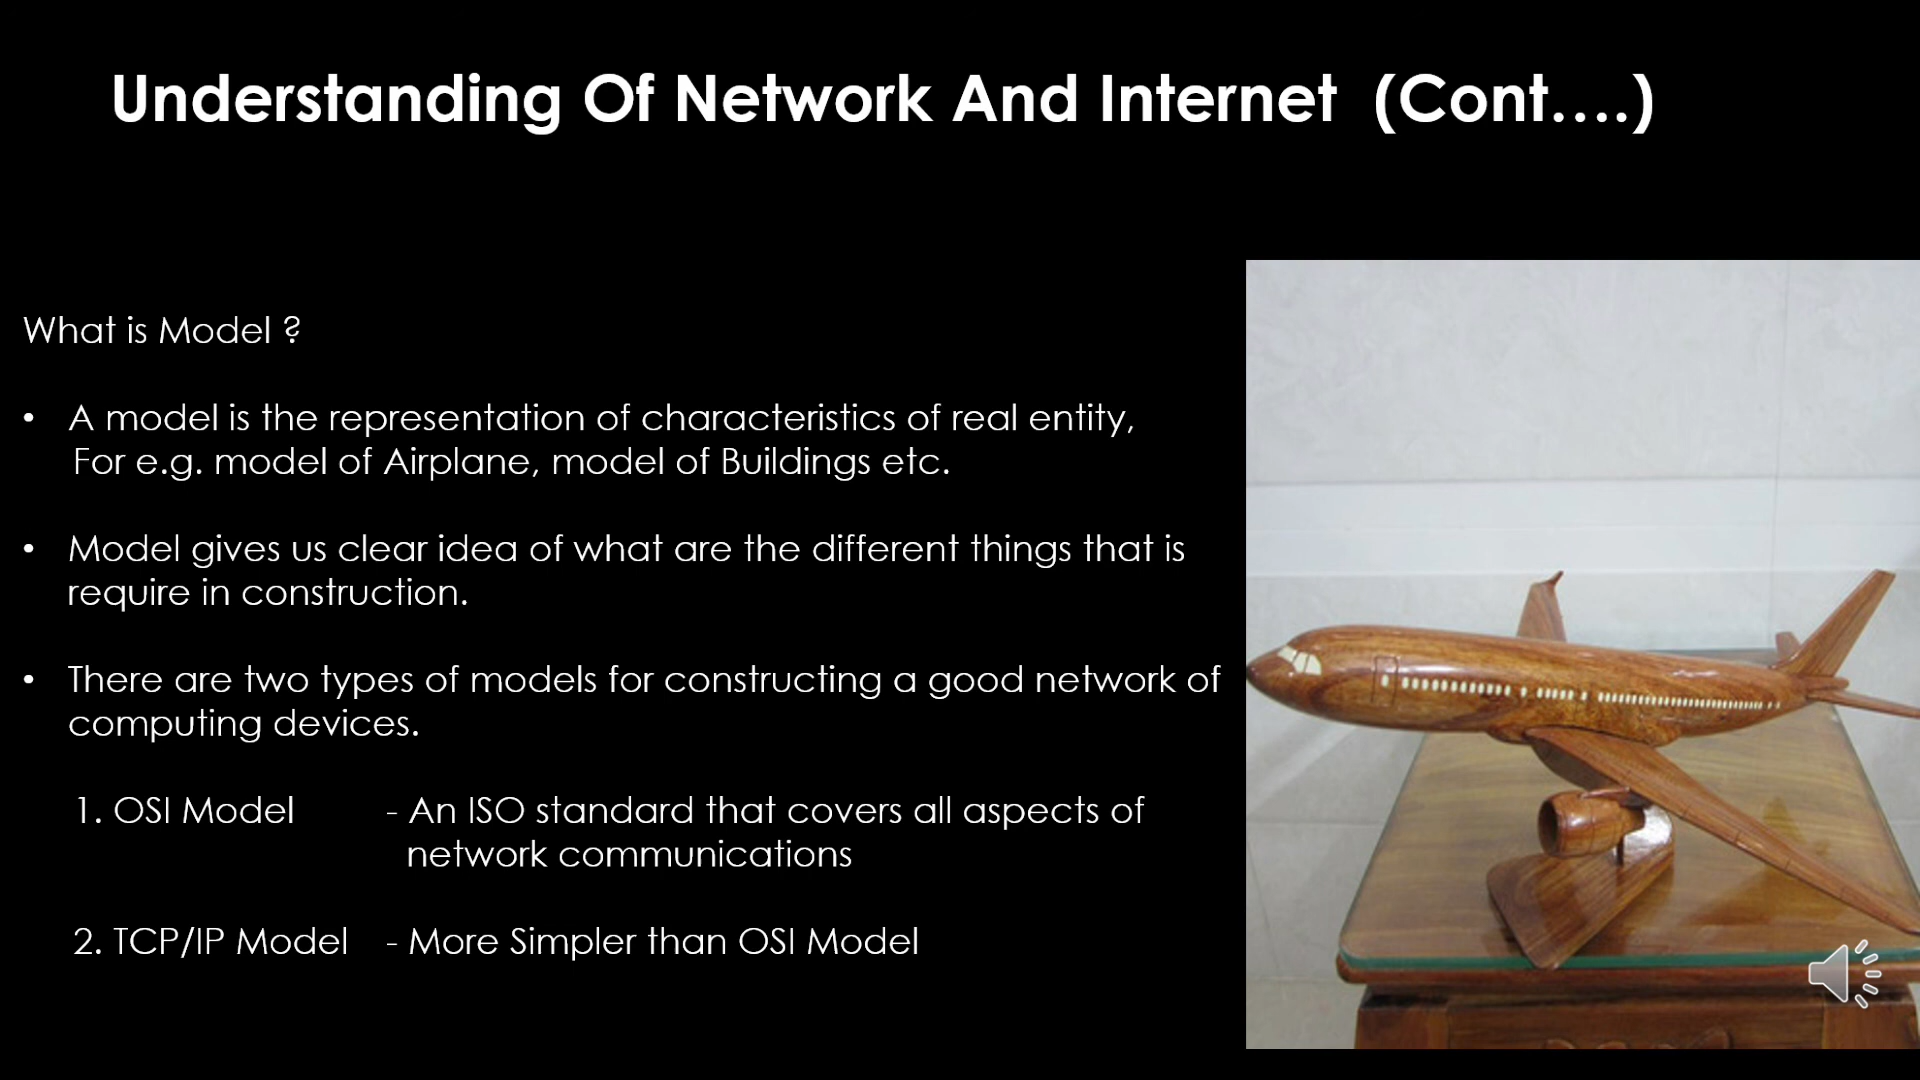 Understanding Of Network And Internet (Cont....)
What is Model ?
• A model is the representation of characteristics of real entity,
For e.g. model of Airplane, model of Buildings etc.
• Model gives us clear idea of what are the different things that is
require in construction.
• There are two types of models for constructing a good network of
computing devices.
1. OSI Model - An ISO standard that covers all aspects of
network communications
2. TCP/IP Model - More Simpler than OSI Model